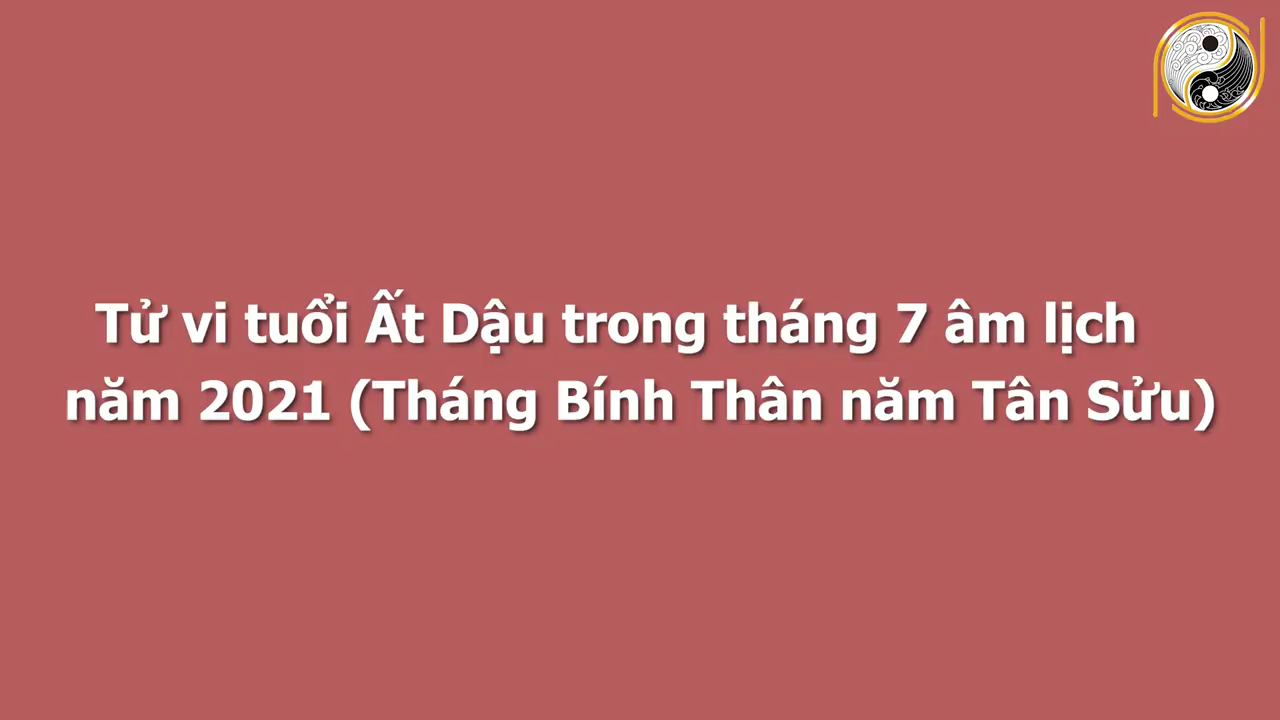 Tử vi tuổi Ất Dậu trong tháng 7 âm lịch
năm 2021 (Tháng Bính Thân năm Tân Sửu)